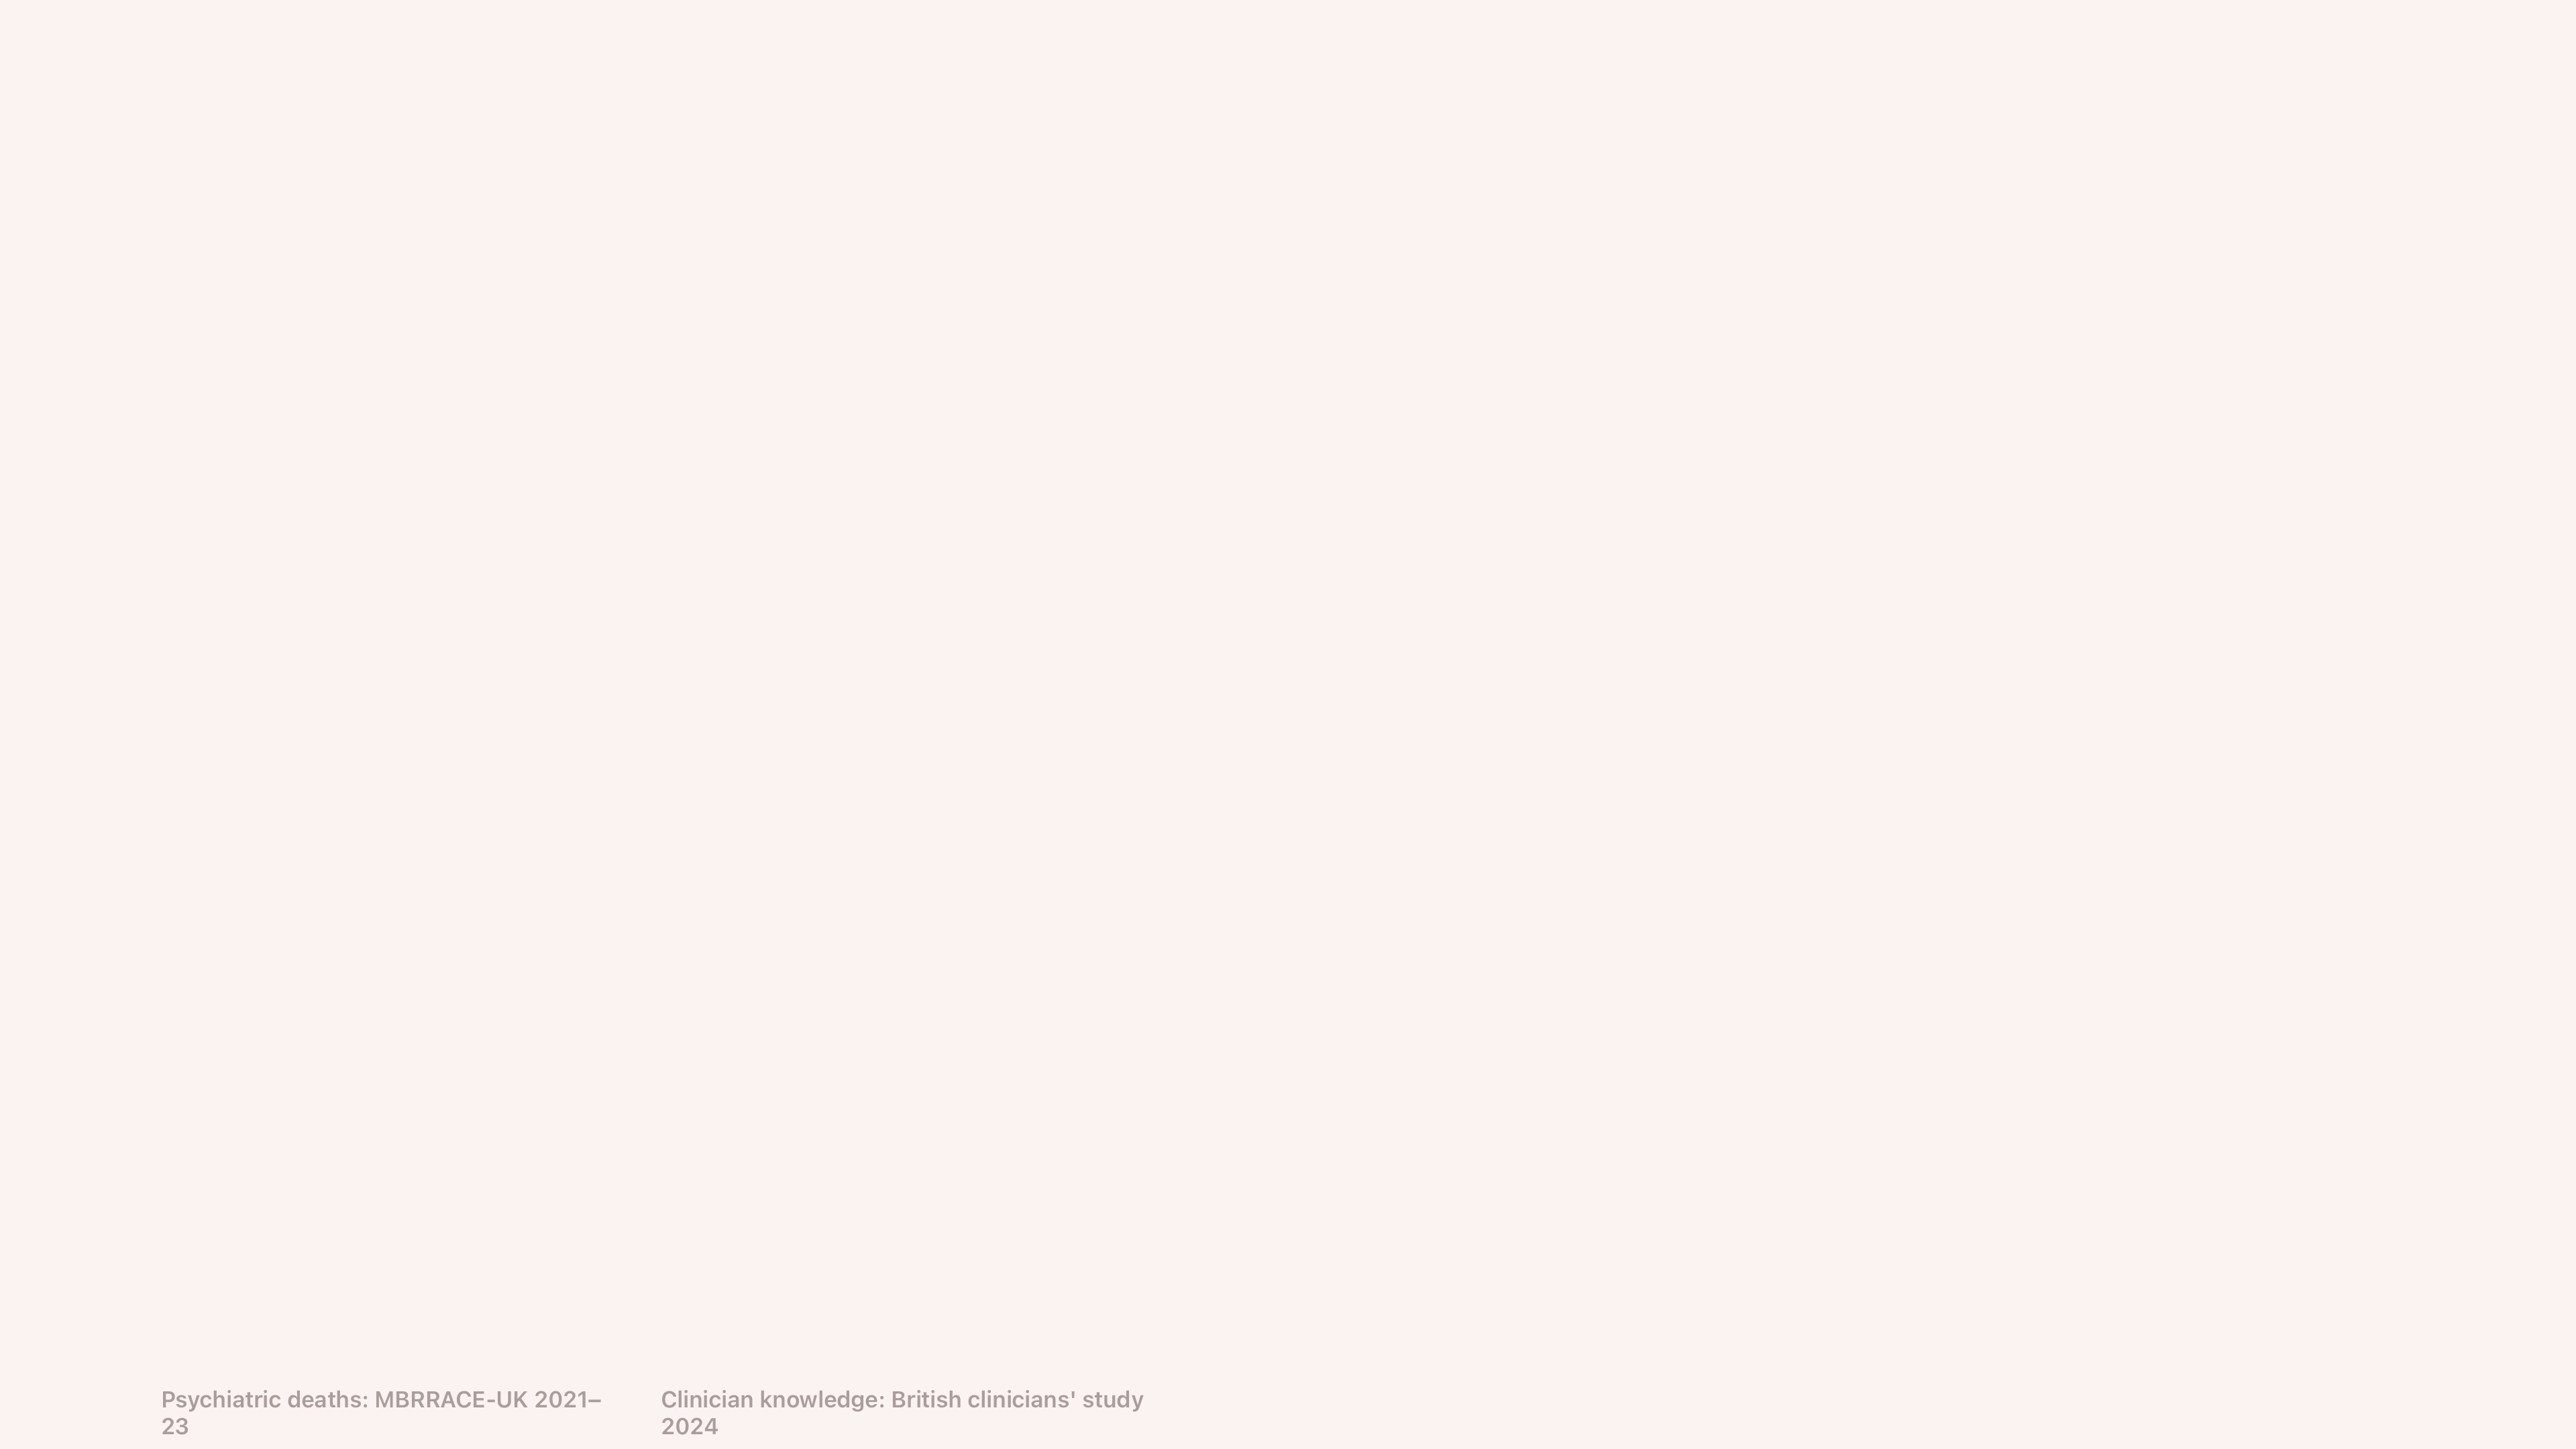 Psychiatric deaths: MBRRACE-UK 2021–
23
Clinician knowledge: British clinicians' study
2024